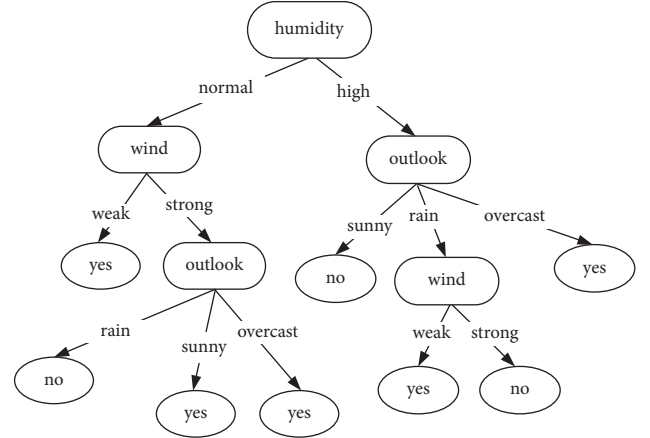 humidity
normal
high
wind
outlook
weak
strong
sunny
rain
overcast
yes
outlook
no
wind
yes
rain
sunny
overcast
weak
strong
no
yes
yes
yes
no